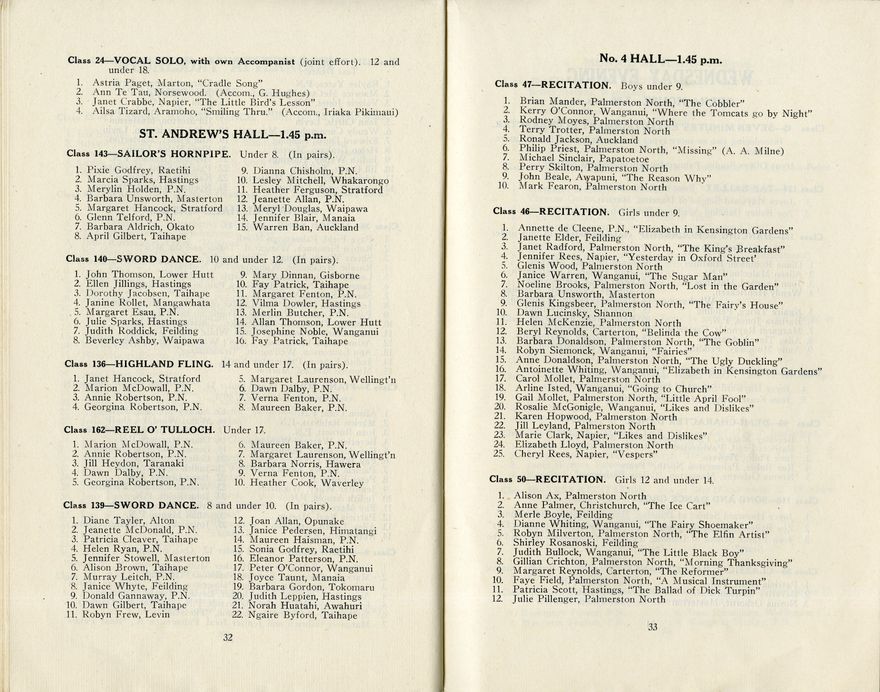 Class 24—VOCAL SOLO, with own Accompanist (joint effort). 12 and
under 18.
1. Astria Paget, Marton, "Cradle Song"
2. Ann Te Tau, Norsewood. (Accom., G. Hughes)
3. Janet Crabbe, Napier, "The Little Bird's Lesson"
4. Ailsa Tizard, Aramoho, "Smiling Thru." (Accom., Iriaka Pikimaui)
ST. ANDREW'S HALL—1.45 p.m.
Class 143—SAILOR'S HORNPIPE. Under 8. (In pairs).
1. Pixie Godfrey, Raetihi
2. Marcia Sparks, Hastings
3. Merylin Holden, P.N.
4. Barbara Unsworth, Masterton
5. Margaret Hancock, Stratford
6. Glenn Telford, P.N.
7. Barbara Aldrich, Okato
8. April Gilbert, Taihape
9. Dianna Chisholm, P.N.
10. Lesley Mitchell, Whakarongo
11. Heather Ferguson, Stratford
12. Jeanette Allan, P.N.
13. Meryl Douglas, Waipawa
14. Jennifer Blair, Manaia
15. Warren Ban, Auckland
Class 140—SWORD DANCE. 10 and under 12. (In pairs).
1. John Thomson, Lower Hutt
2. Ellen Jillings, Hastings
3. Dorothy Jacobsen, Taihape
4. Janine Rollet, Mangawhata
5. Margaret Esau, P.N.
6. Julie Sparks, Hastings
7. Judith Roddick, Feilding
8. Beverley Ashby, Waipawa
9. Mary Dinnan, Gisborne
10. Fay Patrick, Taihape
11. Margaret Fenton, P.N.
12. Vilma Dowler, Hastings
13. Merlin Butcher, P.N.
14. Allan Thomson, Lower Hutt
15. Josephine Noble, Wanganui
16. Fay Patrick, Taihape
Class 136—HIGHLAND FLING. 14 and under 17. (In pairs).
1. Janet Hancock, Stratford
2. Marion McDowall, P.N.
3. Annie Robertson, P.N.
4. Georgina Robertson, P.N.
5. Margaret Laurenson, Wellingt'n
6. Dawn Dalby, P.N.
7. Verna Fenton, P.N.
8. Maureen Baker, P.N.
Class 162—REEL O' TULLOCH. Under 17.
1. Marion McDowall, P.N.
2. Annie Robertson, P.N.
3. Jill Heydon, Taranaki
4. Dawn Dalby, P.N.
5. Georgina Robertson, P.N.
6. Maureen Baker, P.N.
7. Margaret Laurenson, Wellingt'n
8. Barbara Norris, Hawera
9. Verna Fenton, P.N.
10. Heather Cook, Waverley
Class 139—SWORD DANCE. 8 and under 10. (In pairs).
1. Diane Tayler, Alton
2. Jeanette McDonald, P.N.
3. Patricia Cleaver, Taihape
4. Helen Ryan, P.N.
5. Jennifer Stowell, Masterton
6. Alison Brown, Taihape
7. Murray Leitch, P.N.
8. Janice Whyte, Feilding
9. Donald Gannaway, P.N.
10. Dawn Gilbert, Taihape
11. Robyn Frew, Levin
12. Joan Allan, Opunake
13. Janice Pedersen, Himatangi
14. Maureen Haisman, P.N.
15. Sonia Godfrey, Raetihi
16. Eleanor Patterson, P.N.
17. Peter O'Connor, Wanganui
18. Joyce Taunt, Manaia
19. Barbara Gordon, Tokomaru
20. Judith Leppien, Hastings
21. Norah Huatahi, Awahuri
22. Ngaire Byford, Taihape
32
No. 4 HALL—1.45 p.m.
Class 47—RECITATION. Boys under 9.
1. Brian Mander, Palmerston North, "The Cobbler"
2. Kerry O'Connor, Wanganui, "Where the Tomcats go by Night"
3. Rodney Moyes, Palmerston North
4. Terry Trotter, Palmerston North
5. Ronald Jackson, Auckland
6. Philip Priest, Palmerston North, "Missing" (A. A. Milne)
7. Michael Sinclair, Papatoetoe
8. Perry Skilton, Palmerston North
9. John Beale, Awapuni, "The Reason Why"
10. Mark Fearon, Palmerston North
Class 46—RECITATION. Girls under 9.
1. Annette de Cleene, P.N., "Elizabeth in Kensington Gardens"
2. Janette Elder, Feilding
3. Janet Radford, Palmerston North, "The King's Breakfast"
4. Jennifer Rees, Napier, "Yesterday in Oxford Street'
5. Glenis Wood, Palmerston North
6. Janice Warren, Wanganui, "The Sugar Man"
7. Noeline Brooks, Palmerston North, "Lost in the Garden"
8. Barbara Unsworth, Masterton
9. Glenis Kingsbeer, Palmerston North, "The Fairy's House"
10. Dawn Lucinsky, Shannon
11. Helen McKenzie, Palmerston North
12. Beryl Reynolds, Carterton, "Belinda the Cow"
13. Barbara Donaldson, Palmerston North, "The Goblin"
14. Robyn Siemonek, Wanganui, "Fairies"
15. Anne Donaldson, Palmerston North, "The Ugly Duckling"
16. Antoinette Whiting, Wanganui, "Elizabeth in Kensington Gardens"
17. Carol Mollet, Palmerston North
18. Arline Isted, Wanganui, "Going to Church"
19. Gail Mollet, Palmerston North, "Little April Fool"
20. Rosalie McGonigle, Wanganui, "Likes and Dislikes"
21. Karen Hopwood, Palmerston North
22. Jill Leyland, Palmerston North
23. Marie Clark, Napier, "Likes and Dislikes"
24. Elizabeth Lloyd, Palmerston North
25. Cheryl Rees, Napier, "Vespers"
Class 50—RECITATION. Girls 12 and under 14.
1. Alison Ax, Palmerston North
2. Anne Palmer, Christchurch, "The Ice Cart"
3. Merle Boyle, Feilding
4. Dianne Whiting, Wanganui, "The Fairy Shoemaker"
5. Robyn Milverton, Palmerston North, "The Elfin Artist"
6. Shirley Rosanoski, Feilding
7. Judith Bullock, Wanganui, "The Little Black Boy"
8. Gillian Crichton, Palmerston North, "Morning Thanksgiving"
9. Margaret Reynolds, Carterton, "The Reformer"
10. Faye Field, Palmerston North, "A Musical Instrument"
11. Patricia Scott, Hastings, "The Ballad of Dick Turpin"
12. Julie Pillenger, Palmerston North
33